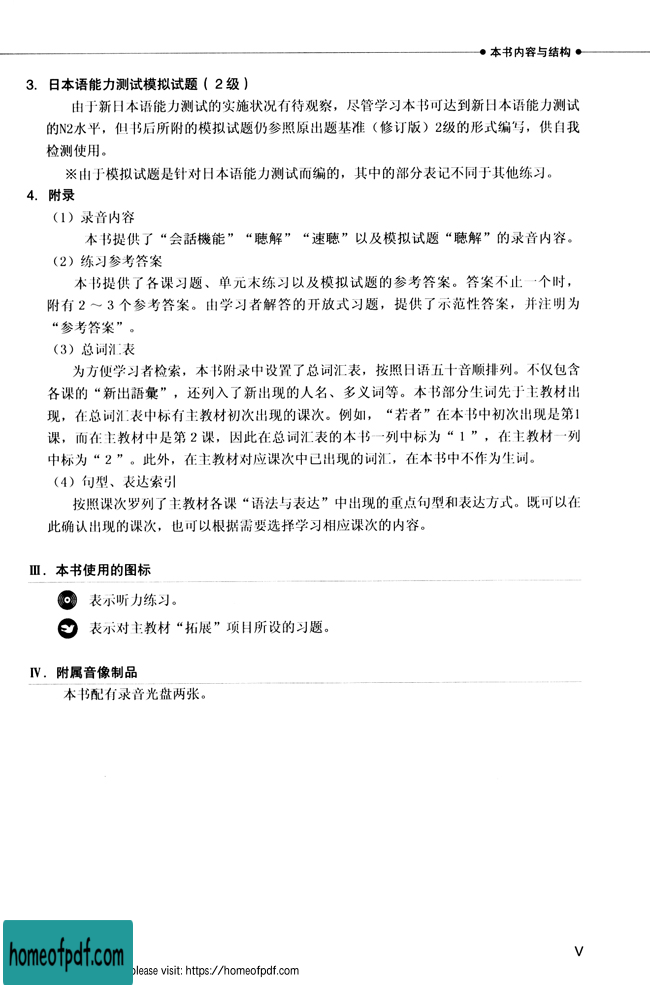 ● 本书内容与结构 ●
3. 日本语能力测试模拟试题（2级）
由于新日本语能力测试的实施状况有待观察，尽管学习本书可达到新日本语能力测试
的N2水平，但书后所附的模拟试题仍参照原出题基准（修订版）2级的形式编写，供自我
检测使用。
※由于模拟试题是针对日本语能力测试而编的，其中的部分表记不同于其他练习。
4. 附录
（1）录音内容
本书提供了“会話機能”“聴解”“速聴”以及模拟试题“聴解”的录音内容。
（2）练习参考答案
本书提供了各课习题、单元末练习以及模拟试题的参考答案。答案不止一个时，
附有2～3个参考答案。由学习者解答的开放式习题，提供了示范性答案，并注明为
“参考答案”。
（3）总词汇表
为方便学习者检索，本书附录中设置了总词汇表，按照日语五十音顺排列。不仅包含
各课的“新出語彙”，还列入了新出现的人名、多义词等。本书部分生词先于主教材出
现，在总词汇表中标有主教材初次出现的课次。例如，“若者”在本书中初次出现是第1
课，而在主教材中是第2课，因此在总词汇表的本书一列中标为“1”，在主教材一列
中标为“2”。此外，在主教材对应课次中已出现的词汇，在本书中不作为生词。
（4）句型、表达索引
按照课次罗列了主教材各课“语法与表达”中出现的重点句型和表达方式。既可以在
此确认出现的课次，也可以根据需要选择学习相应课次的内容。
Ⅲ. 本书使用的图标
表示听力练习。
表示对主教材“拓展”项目所设的习题。
Ⅳ. 附属音像制品
本书配有录音光盘两张。
V
homeofpdf.com
please visit: https://homeofpdf.com